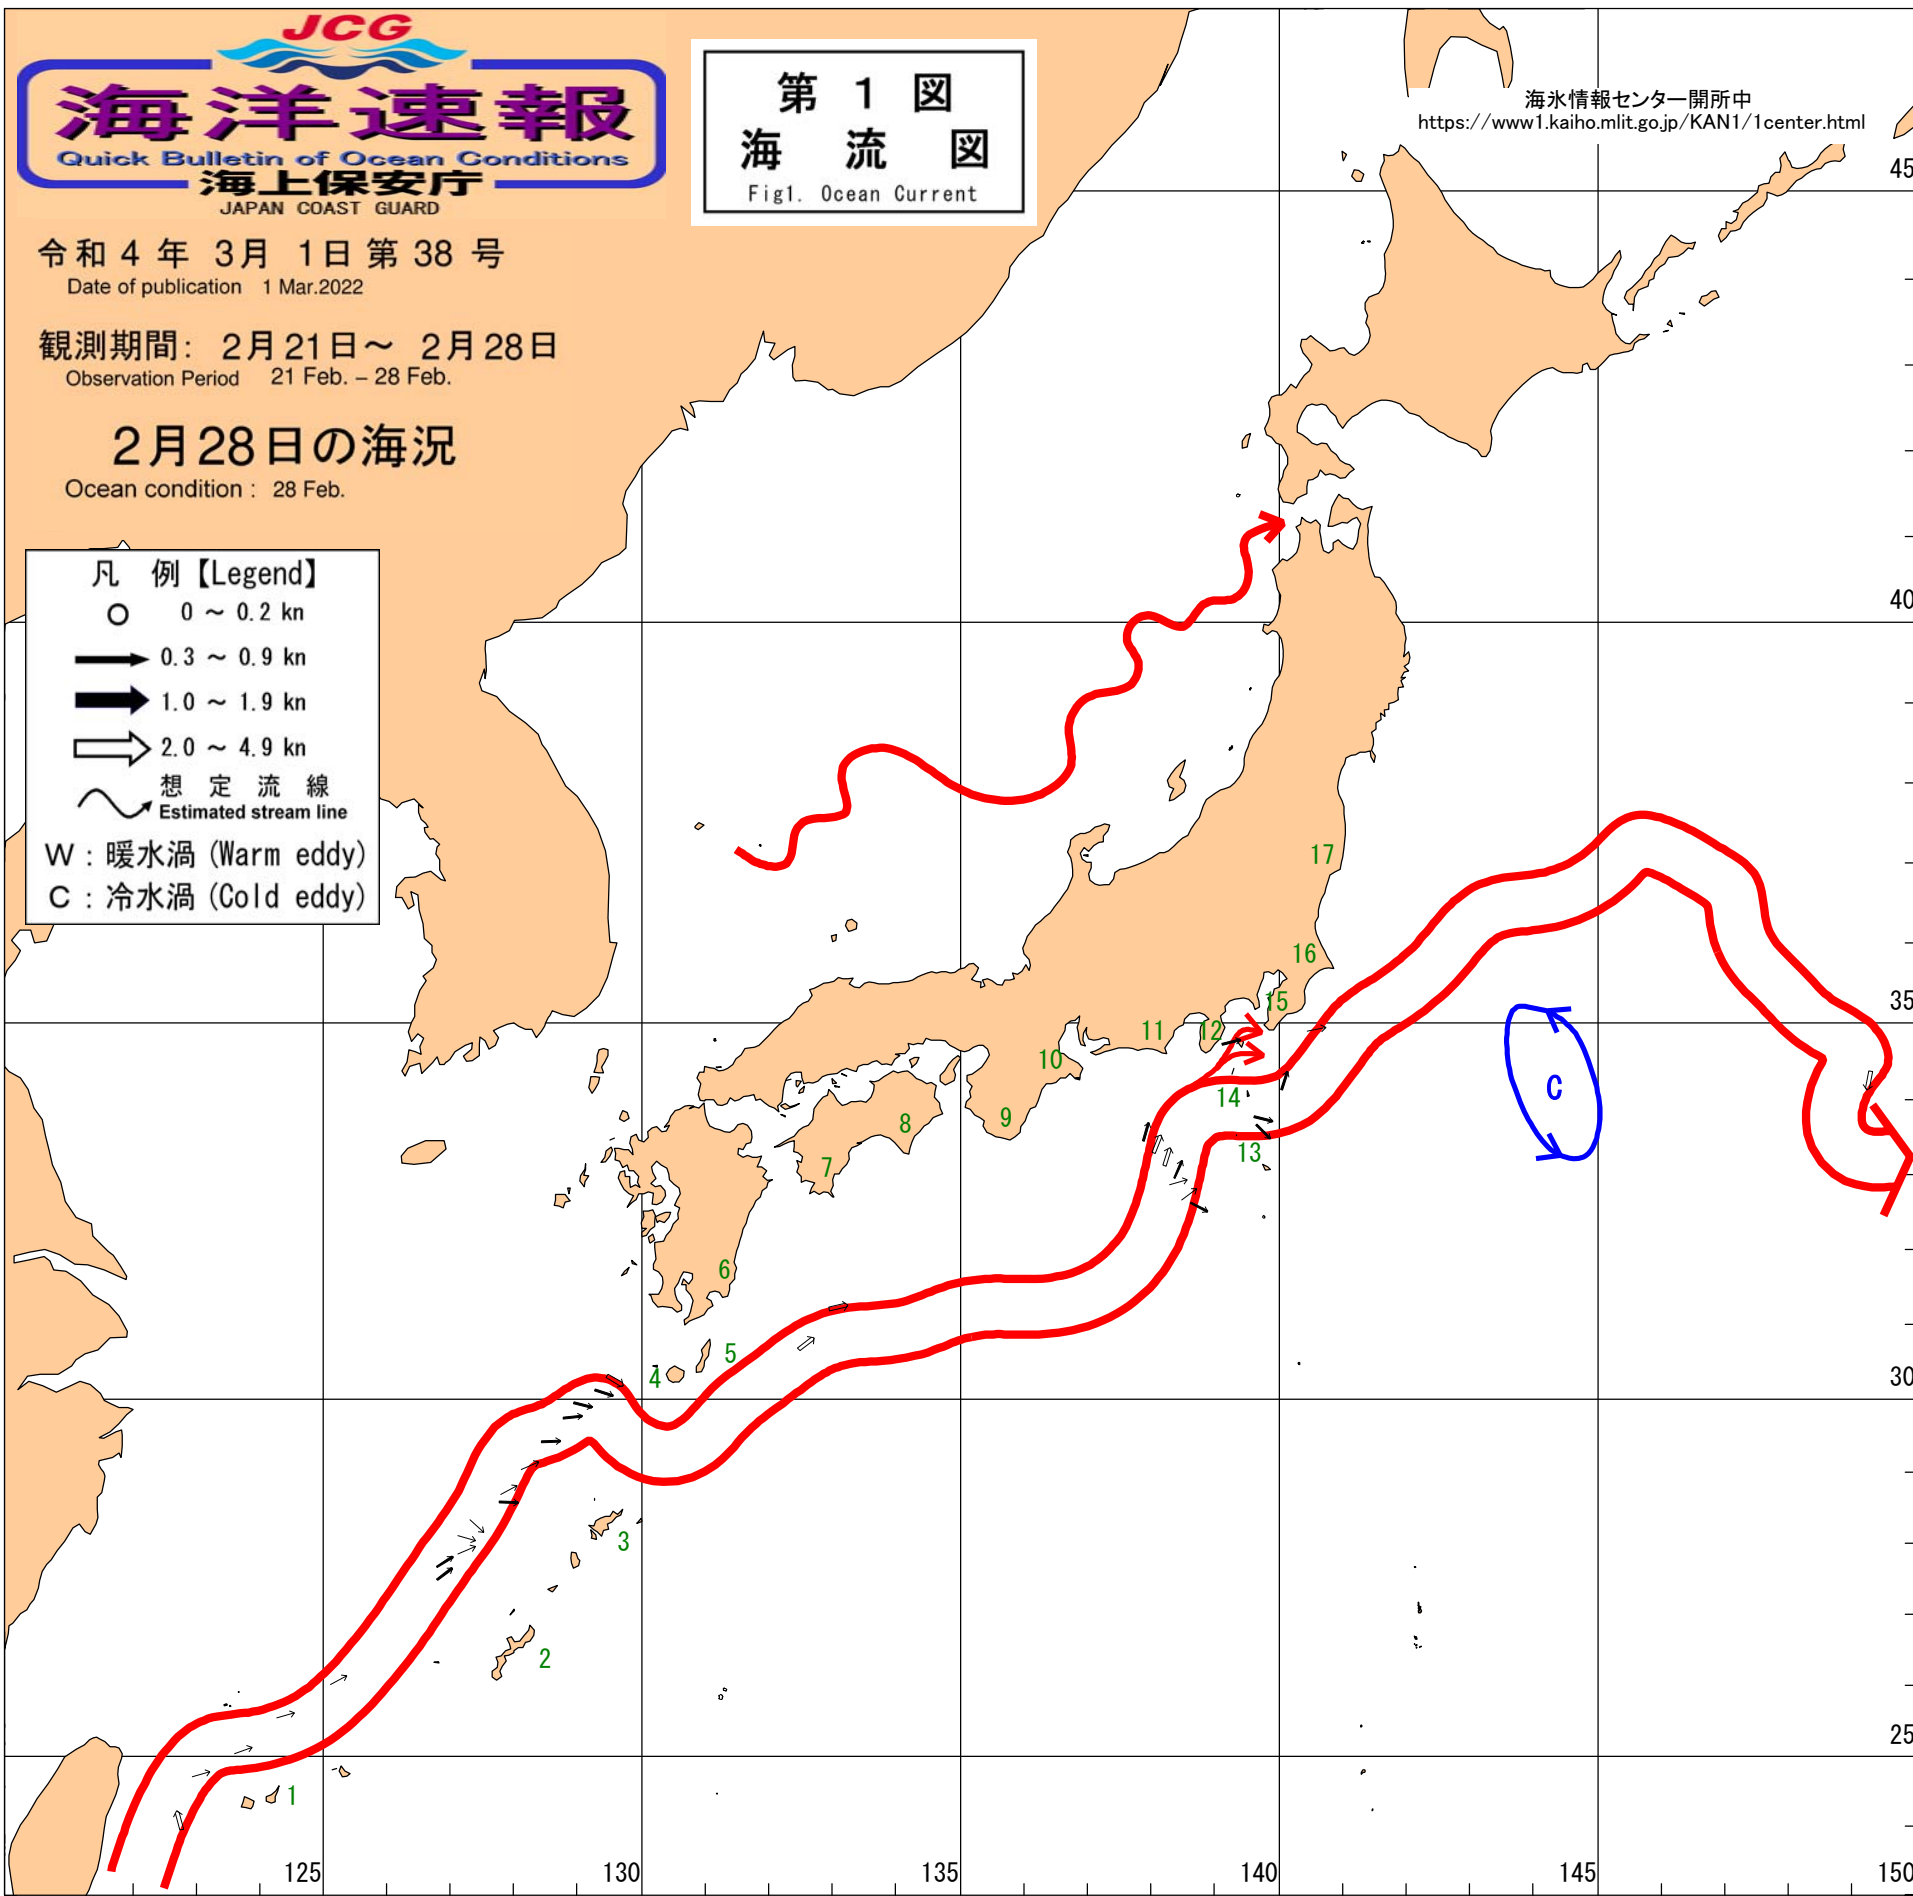 JCG
海洋速報
Quick Bulletin of Ocean Conditions
海上保安庁
JAPAN COAST GUARD
第 1 図
海 流 図
Fig1. Ocean Current
海氷情報センター開所中
https://www1.kaiho.mlit.go.jp/KAN1/1center.html
令和 4 年 3月 1日 第 38 号
Date of publication 1 Mar.2022
観測期間: 2月21日～ 2月28日
Observation Period 21 Feb. – 28 Feb.
2月28日の海況
Ocean condition : 28 Feb.
凡 例【Legend】
0 ～ 0.2 kn
0.3 ～ 0.9 kn
1.0 ～ 1.9 kn
2.0 ～ 4.9 kn
想 定 流 線
Estimated stream line
W : 暖水渦 (Warm eddy)
C : 冷水渦 (Cold eddy)
45
40
17
16
35
15
12
11
10
14
C
9
8
13
7
6
5
4
30
3
2
25
1
125
130
135
140
145
150